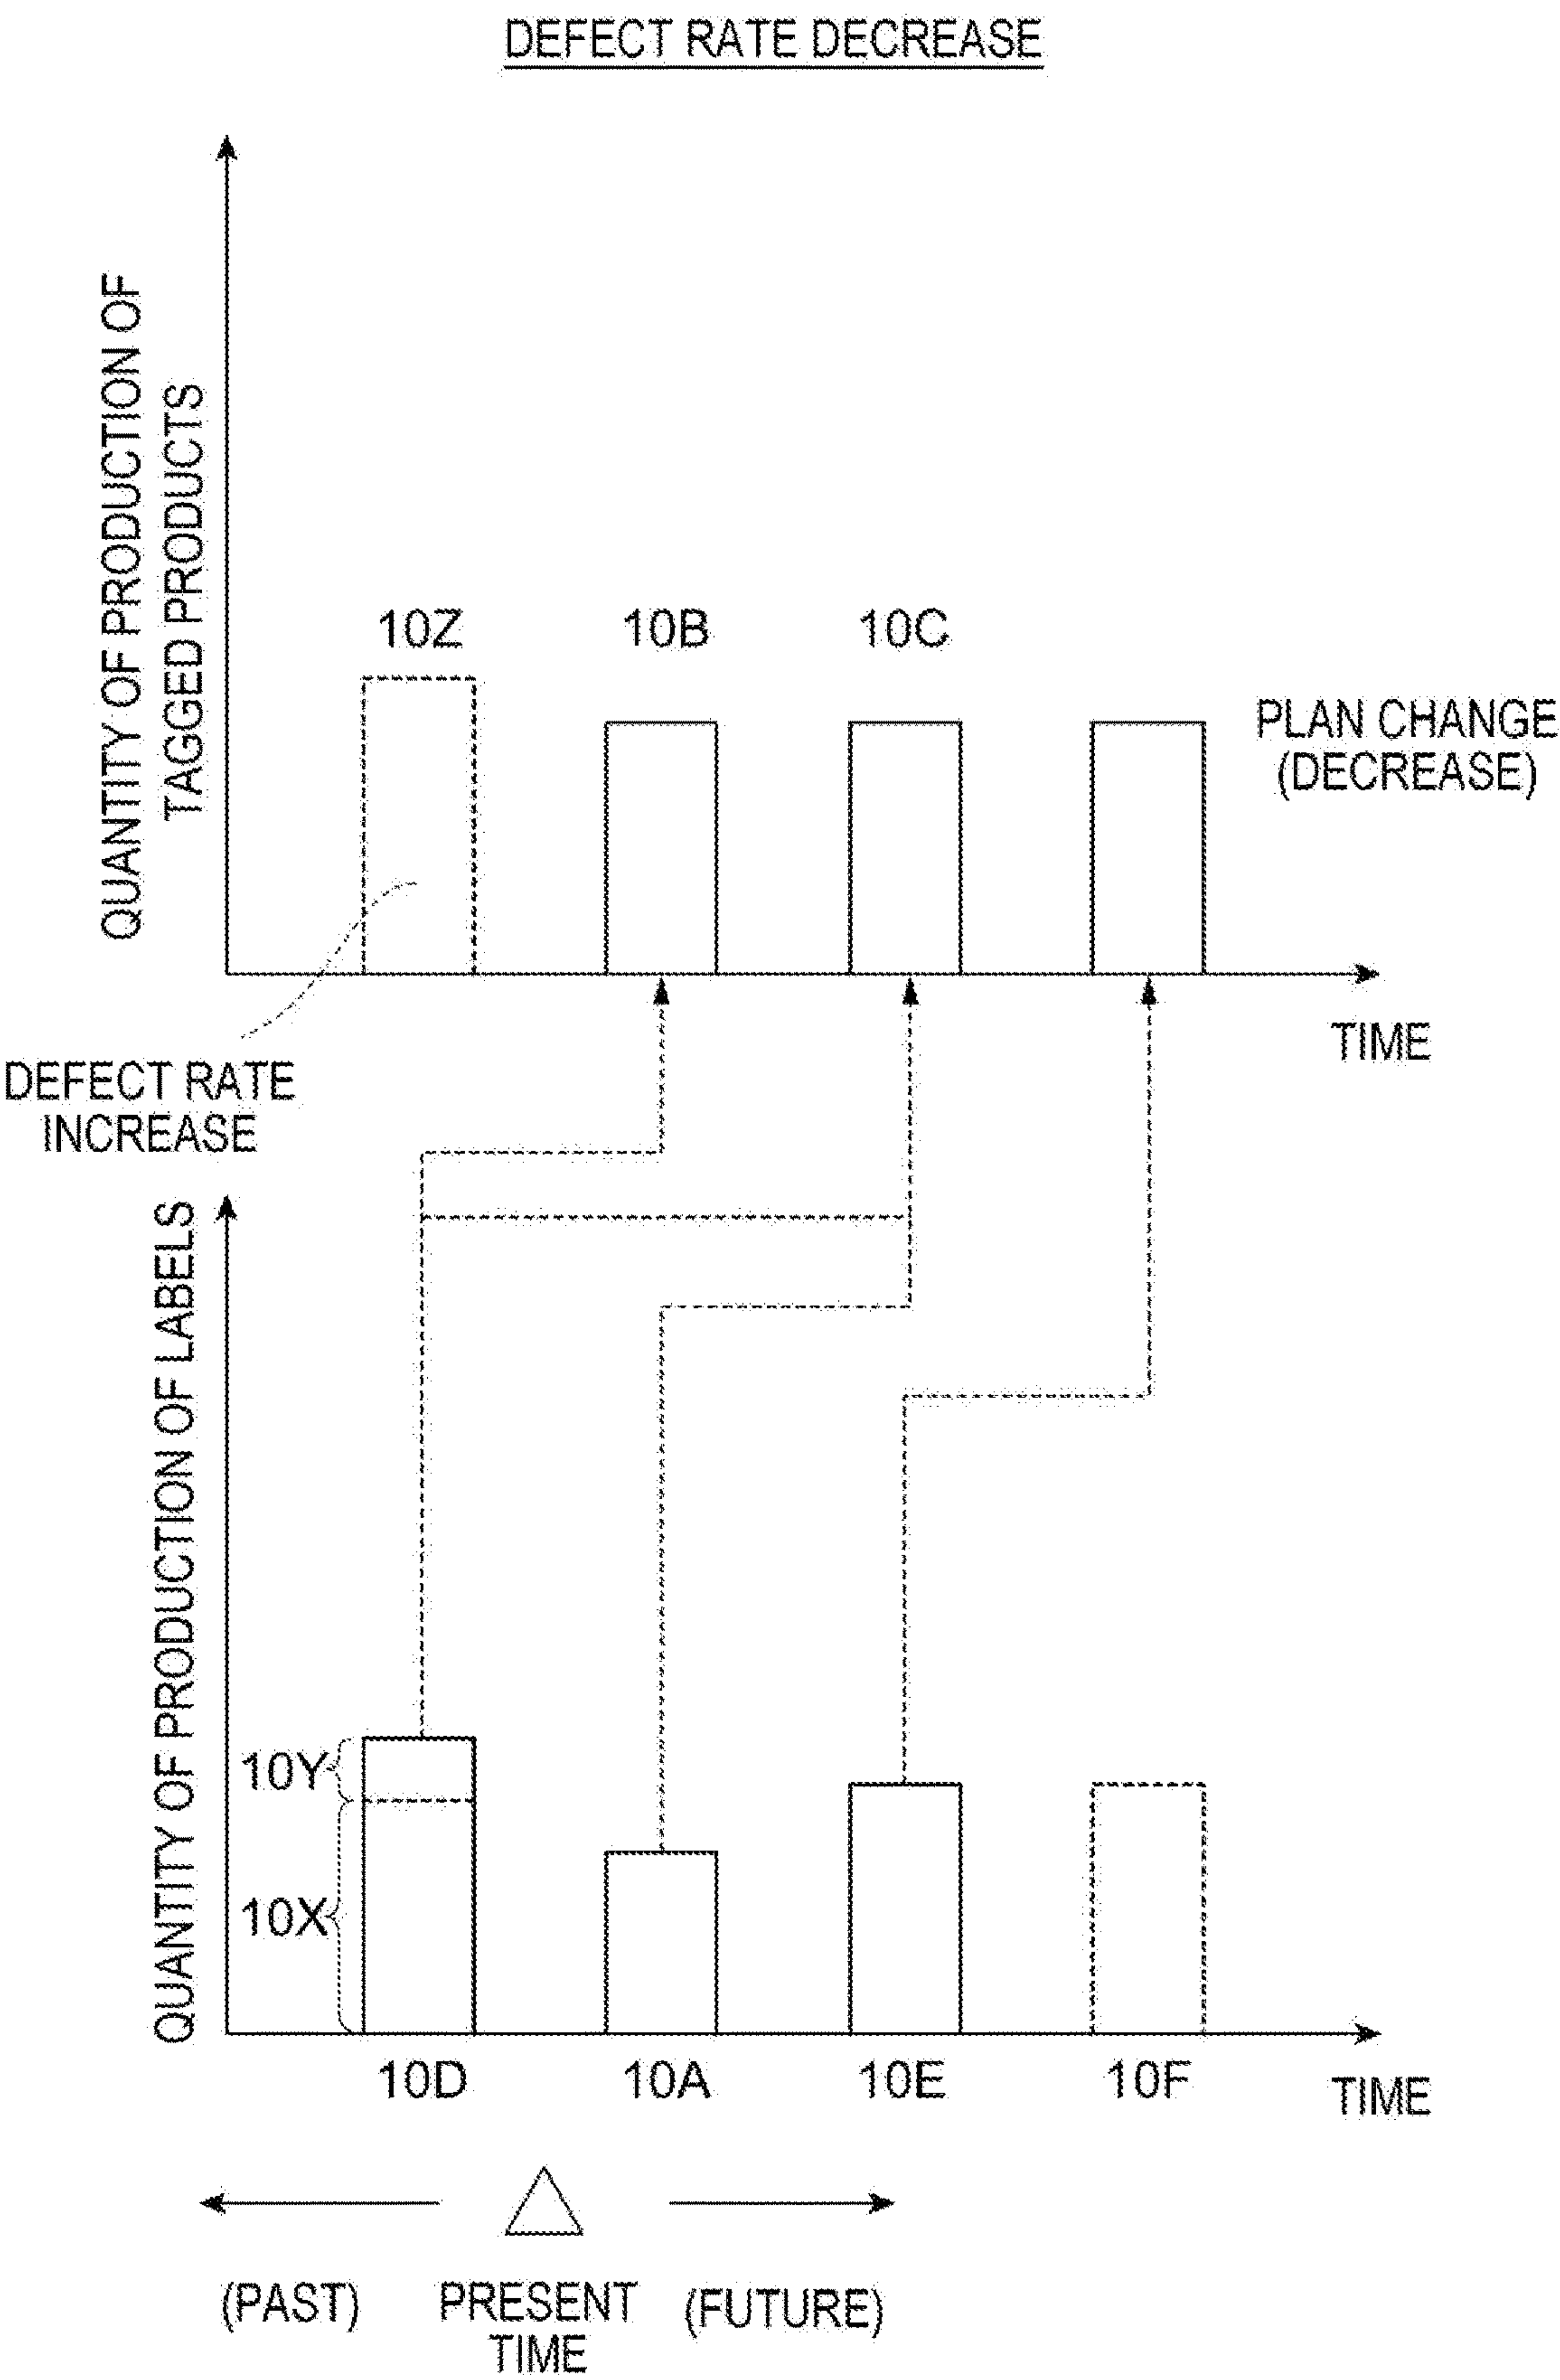 DEFECT RATE DECREASE
QUANTITY OF PRODUCTION OF
TAGGED PRODUCTS
10Z
10B
10C
PLAN CHANGE
(DECREASE)
TIME
DEFECT RATE
INCREASE
QUANTITY OF PRODUCTION OF LABELS
10Y
10X
10D
10A
10E
10F
TIME
(PAST)
PRESENT
TIME
(FUTURE)